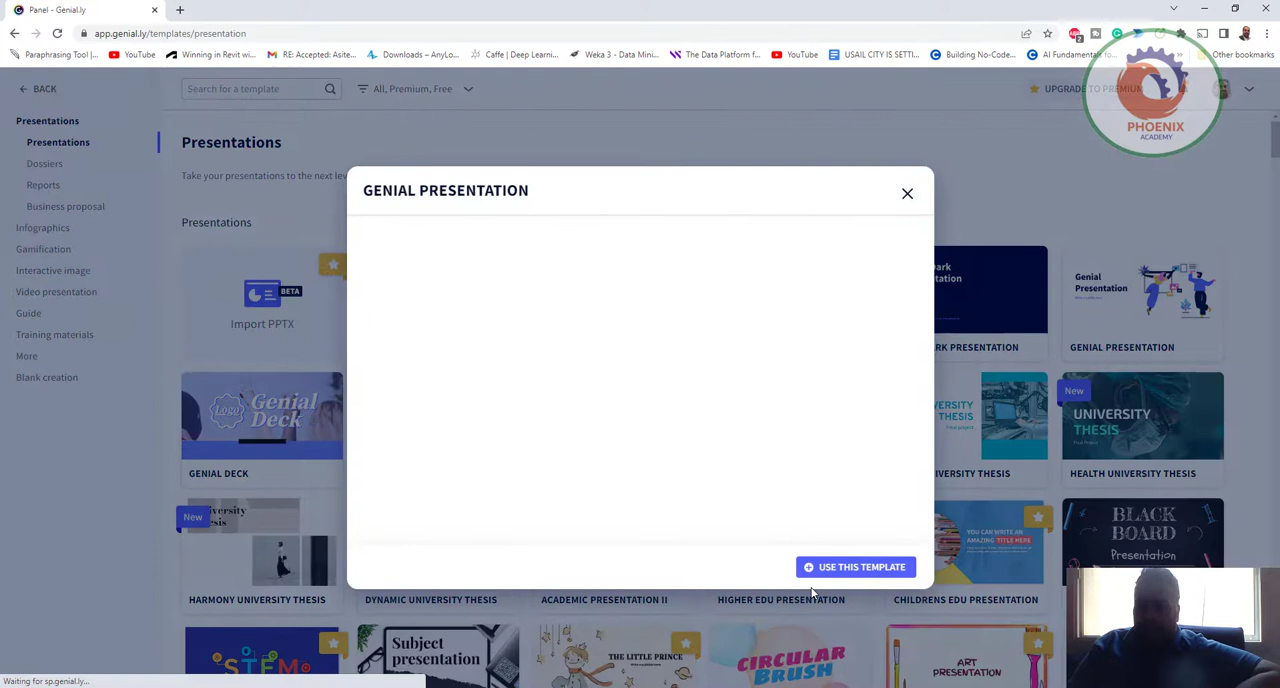 Panel - Genial.ly
app.genial.ly/templates/presentation
Paraphrasing Tool |...
YouTube
Winning in Revit wi...
RE: Accepted: Asite...
Downloads – AnyLo...
Caffe | Deep Learni...
Weka 3 - Data Mini...
The Data Platform f...
YouTube
USAIL CITY IS SETTI...
Building No-Code...
AI Fundamentals fo...
Other bookmarks
BACK
Search for a template
All, Premium, Free
UPGRADE TO PREMIUM
PHOENIX
ACADEMY
Presentations
Presentations
Dossiers
Reports
Business proposal
Infographics
Gamification
Interactive image
Video presentation
Guide
Training materials
More
Blank creation
Presentations
Take your presentations to the next lev
Presentations
GENIAL PRESENTATION
USE THIS TEMPLATE
BETA
Import PPTX
ark
ntation
RK PRESENTATION
Genial
Presentation
GENIAL PRESENTATION
Logo
Genial
Deck
GENIAL DECK
ERSITY
THESIS
IVERSITY THESIS
New
UNIVERSITY
THESIS
HEALTH UNIVERSITY THESIS
New
iversity
sis
HARMONY UNIVERSITY THESIS
DYNAMIC UNIVERSITY THESIS
ACADEMIC PRESENTATION II
HIGHER EDU PRESENTATION
YOU CAN WRITE AN
AMAZING TITLE HERE
CHILDRENS EDU PRESENTATION
BLACK
BOARD
Presentation
STEM
Subject
presentation
THE LITTLE PRINCE
CIRCULAR
BRUSH
ART
PRESENTATION
Waiting for sp.genial.ly...